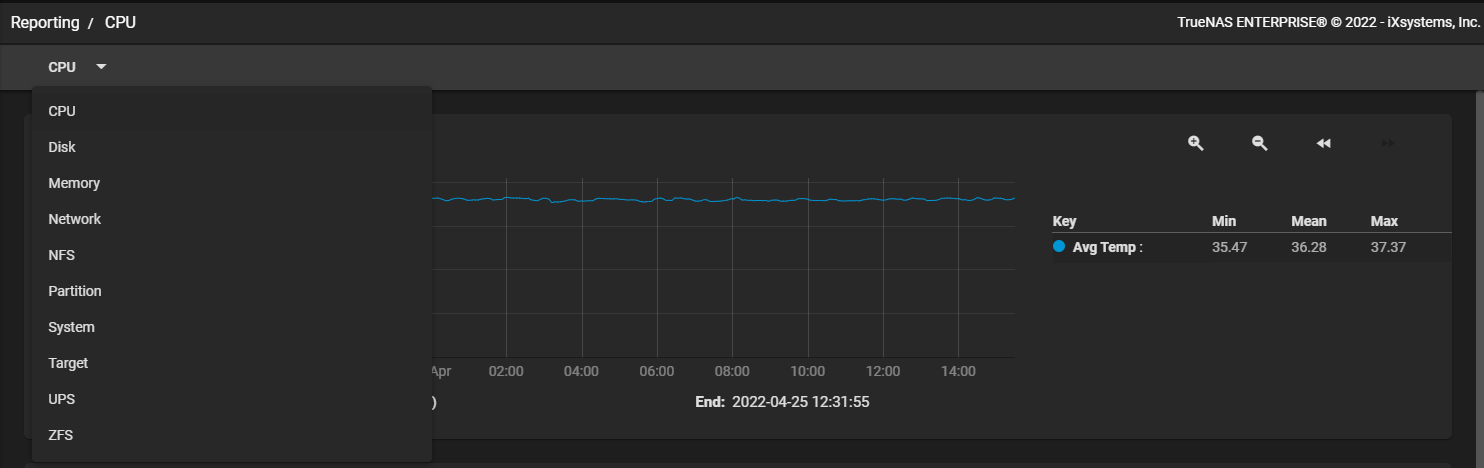 Reporting / CPU
TrueNAS ENTERPRISE® © 2022 - iXsystems, Inc.
CPU
CPU
Disk
Memory
Network
NFS
Partition
System
Target
UPS
ZFS
Apr 02:00 04:00 06:00 08:00 10:00 12:00 14:00
) End: 2022-04-25 12:31:55
Key Min Mean Max
Avg Temp : 35.47 36.28 37.37